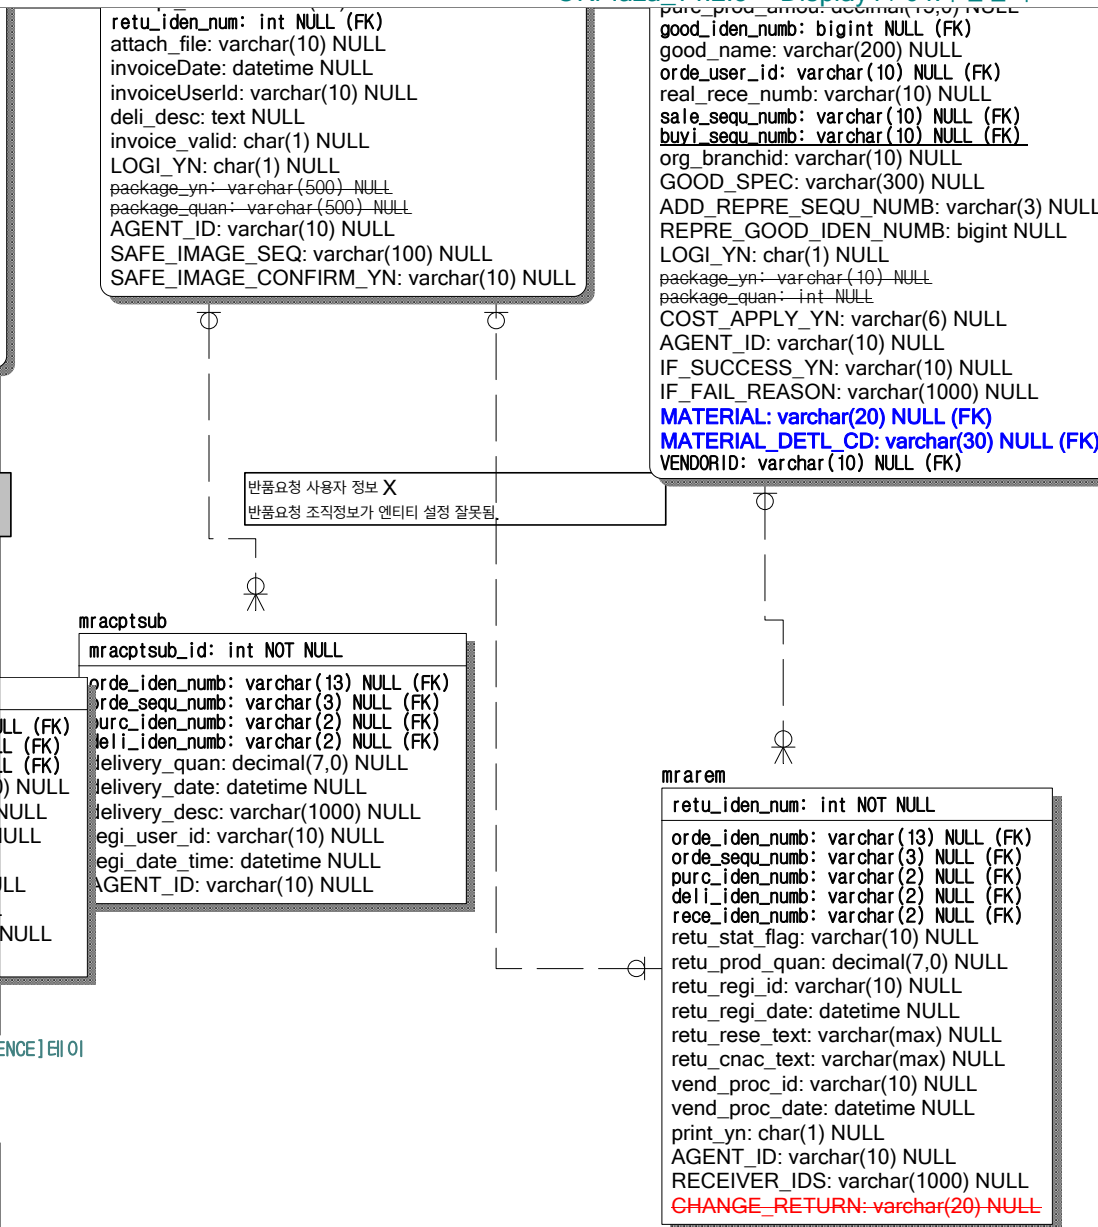 retu_iden_num: int NULL (FK)
attach_file: varchar(10) NULL
invoiceDate: datetime NULL
invoiceUserId: varchar(10) NULL
deli_desc: text NULL
invoice_valid: char(1) NULL
LOGI_YN: char(1) NULL
package_yn: varchar(500) NULL
package_quan: varchar(500) NULL
AGENT_ID: varchar(10) NULL
SAFE_IMAGE_SEQ: varchar(100) NULL
SAFE_IMAGE_CONFIRM_YN: varchar(10) NULL
good_iden_numb: bigint NULL (FK)
good_name: varchar(200) NULL
orde_user_id: varchar(10) NULL (FK)
real_rece_numb: varchar(10) NULL
sale_sequ_numb: varchar(10) NULL (FK)
buyi_sequ_numb: varchar(10) NULL (FK)
org_branchid: varchar(10) NULL
GOOD_SPEC: varchar(300) NULL
ADD_REPRE_SEQU_NUMB: varchar(3) NULL
REPRE_GOOD_IDEN_NUMB: bigint NULL
LOGI_YN: char(1) NULL
package_yn: varchar(10) NULL
package_quan: int NULL
COST_APPLY_YN: varchar(6) NULL
AGENT_ID: varchar(10) NULL
IF_SUCCESS_YN: varchar(10) NULL
IF_FAIL_REASON: varchar(1000) NULL
MATERIAL: varchar(20) NULL (FK)
MATERIAL_DETL_CD: varchar(30) NULL (FK)
VENDORID: varchar(10) NULL (FK)
반품요청 사용자 정보 X
반품요청 조직정보가 엔티티 설정 잘못됨
mracptsub
mracptsub_id: int NOT NULL
orde_iden_numb: varchar(13) NULL (FK)
orde_sequ_numb: varchar(3) NULL (FK)
purc_iden_numb: varchar(2) NULL (FK)
deli_iden_numb: varchar(2) NULL (FK)
delivery_quan: decimal(7,0) NULL
delivery_date: datetime NULL
delivery_desc: varchar(1000) NULL
regi_user_id: varchar(10) NULL
regi_date_time: datetime NULL
AGENT_ID: varchar(10) NULL
(FK)
(FK)
(FK)
NULL
NULL
NULL
ENCE]테이
mrarem
retu_iden_num: int NOT NULL
orde_iden_numb: varchar(13) NULL (FK)
orde_sequ_numb: varchar(3) NULL (FK)
purc_iden_numb: varchar(2) NULL (FK)
deli_iden_numb: varchar(2) NULL (FK)
rece_iden_numb: varchar(2) NULL (FK)
retu_stat_flag: varchar(10) NULL
retu_prod_quan: decimal(7,0) NULL
retu_regi_id: varchar(10) NULL
retu_regi_date: datetime NULL
retu_rese_text: varchar(max) NULL
retu_cnac_text: varchar(max) NULL
vend_proc_id: varchar(10) NULL
vend_proc_date: datetime NULL
print_yn: char(1) NULL
AGENT_ID: varchar(10) NULL
RECEIVER_IDS: varchar(1000) NULL
CHANGE_RETURN: varchar(20) NULL